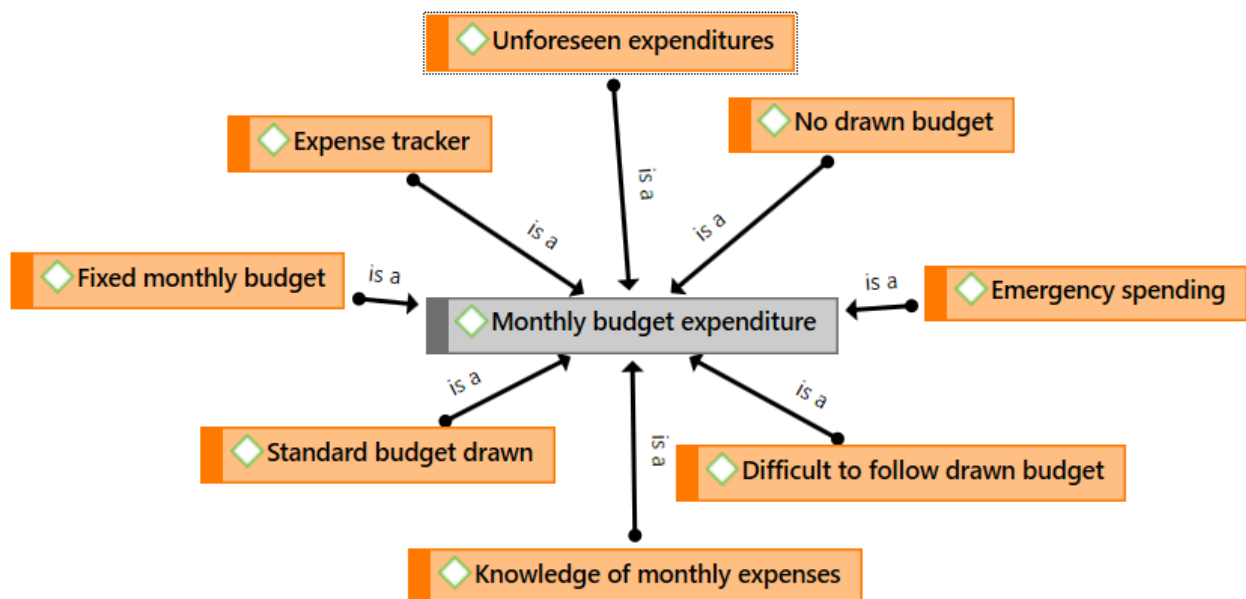 Unforeseen expenditures
No drawn budget
Expense tracker
is a
is a
is a
Fixed monthly budget
is a
is a
Emergency spending
Monthly budget expenditure
is a
is a
is a
Standard budget drawn
Difficult to follow drawn budget
Knowledge of monthly expenses